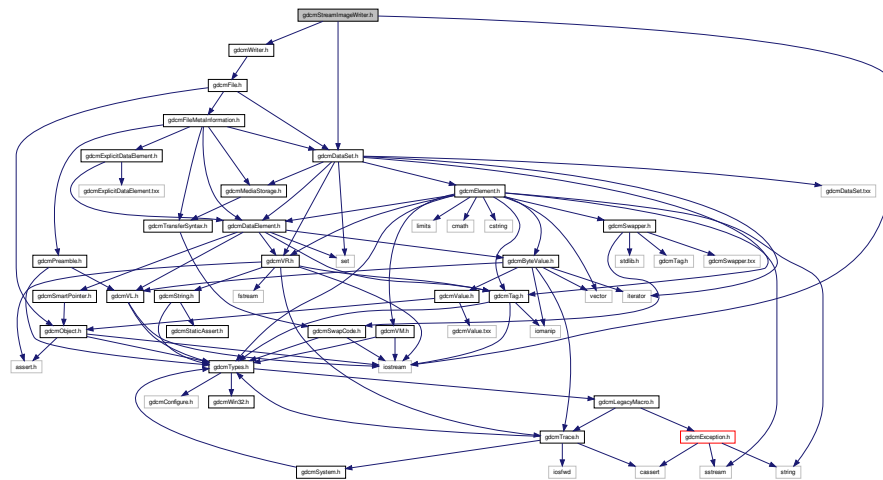 gdcmStreamImageWriter.h
gdcmWriter.h
gdcmFile.h
gdcmFileMetaInformation.h
gdcmExplicitDataElement.h
gdcmDataSet.h
gdcmExplicitDataElement.txx
gdcmMediaStorage.h
gdcmElement.h
gdcmDataSet.txx
gdcmTransferSyntax.h
gdcmDataElement.h
limits
cmath
cstring
gdcmSwapper.h
gdcmPreamble.h
gdcmVR.h
set
gdcmByteValue.h
stdlib.h
gdcmTag.h
gdcmSwapper.txx
gdcmSmartPointer.h
gdcmVL.h
gdcmString.h
fstream
gdcmValue.h
gdcmTag.h
vector
iterator
gdcmObject.h
gdcmStaticAssert.h
gdcmSwapCode.h
gdcmVM.h
gdcmValue.txx
iomanip
assert.h
gdcmTypes.h
iostream
gdcmConfigure.h
gdcmWin32.h
gdcmLegacyMacro.h
gdcmTrace.h
gdcmException.h
gdcmSystem.h
iosfwd
cassert
sstream
string